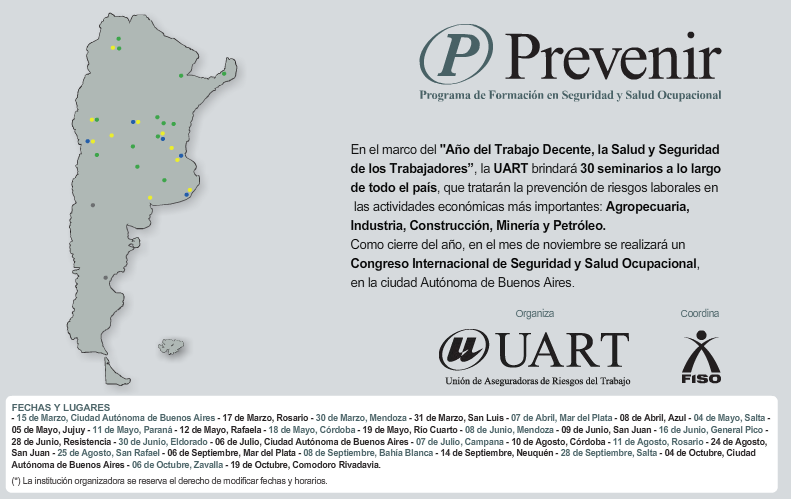 P Prevenir
Programa de Formación en Seguridad y Salud Ocupacional
En el marco del "Año del Trabajo Decente, la Salud y Seguridad
de los Trabajadores”, la UART brindará 30 seminarios a lo largo
de todo el país, que tratarán la prevención de riesgos laborales en
las actividades económicas más importantes: Agropecuaria,
Industria, Construcción, Minería y Petróleo.
Como cierre del año, en el mes de noviembre se realizará un
Congreso Internacional de Seguridad y Salud Ocupacional,
en la ciudad Autónoma de Buenos Aires.
Organiza
Coordina
UART
Unión de Aseguradoras de Riesgos del Trabajo
FISO
FECHAS Y LUGARES
- 15 de Marzo, Ciudad Autónoma de Buenos Aires - 17 de Marzo, Rosario - 30 de Marzo, Mendoza - 31 de Marzo, San Luis - 07 de Abril, Mar del Plata - 08 de Abril, Azul - 04 de Mayo, Salta -
05 de Mayo, Jujuy - 11 de Mayo, Paraná - 12 de Mayo, Rafaela - 18 de Mayo, Córdoba - 19 de Mayo, Río Cuarto - 08 de Junio, Mendoza - 09 de Junio, San Juan - 16 de Junio, General Pico -
28 de Junio, Resistencia - 30 de Junio, Eldorado - 06 de Julio, Ciudad Autónoma de Buenos Aires - 07 de Julio, Campana - 10 de Agosto, Córdoba - 11 de Agosto, Rosario - 24 de Agosto,
San Juan - 25 de Agosto, San Rafael - 06 de Septiembre, Mar del Plata - 08 de Septiembre, Bahía Blanca - 14 de Septiembre, Neuquén - 28 de Septiembre, Salta - 04 de Octubre, Ciudad
Autónoma de Buenos Aires - 06 de Octubre, Zavalla - 19 de Octubre, Comodoro Rivadavia.
(*) La institución organizadora se reserva el derecho de modificar fechas y horarios.